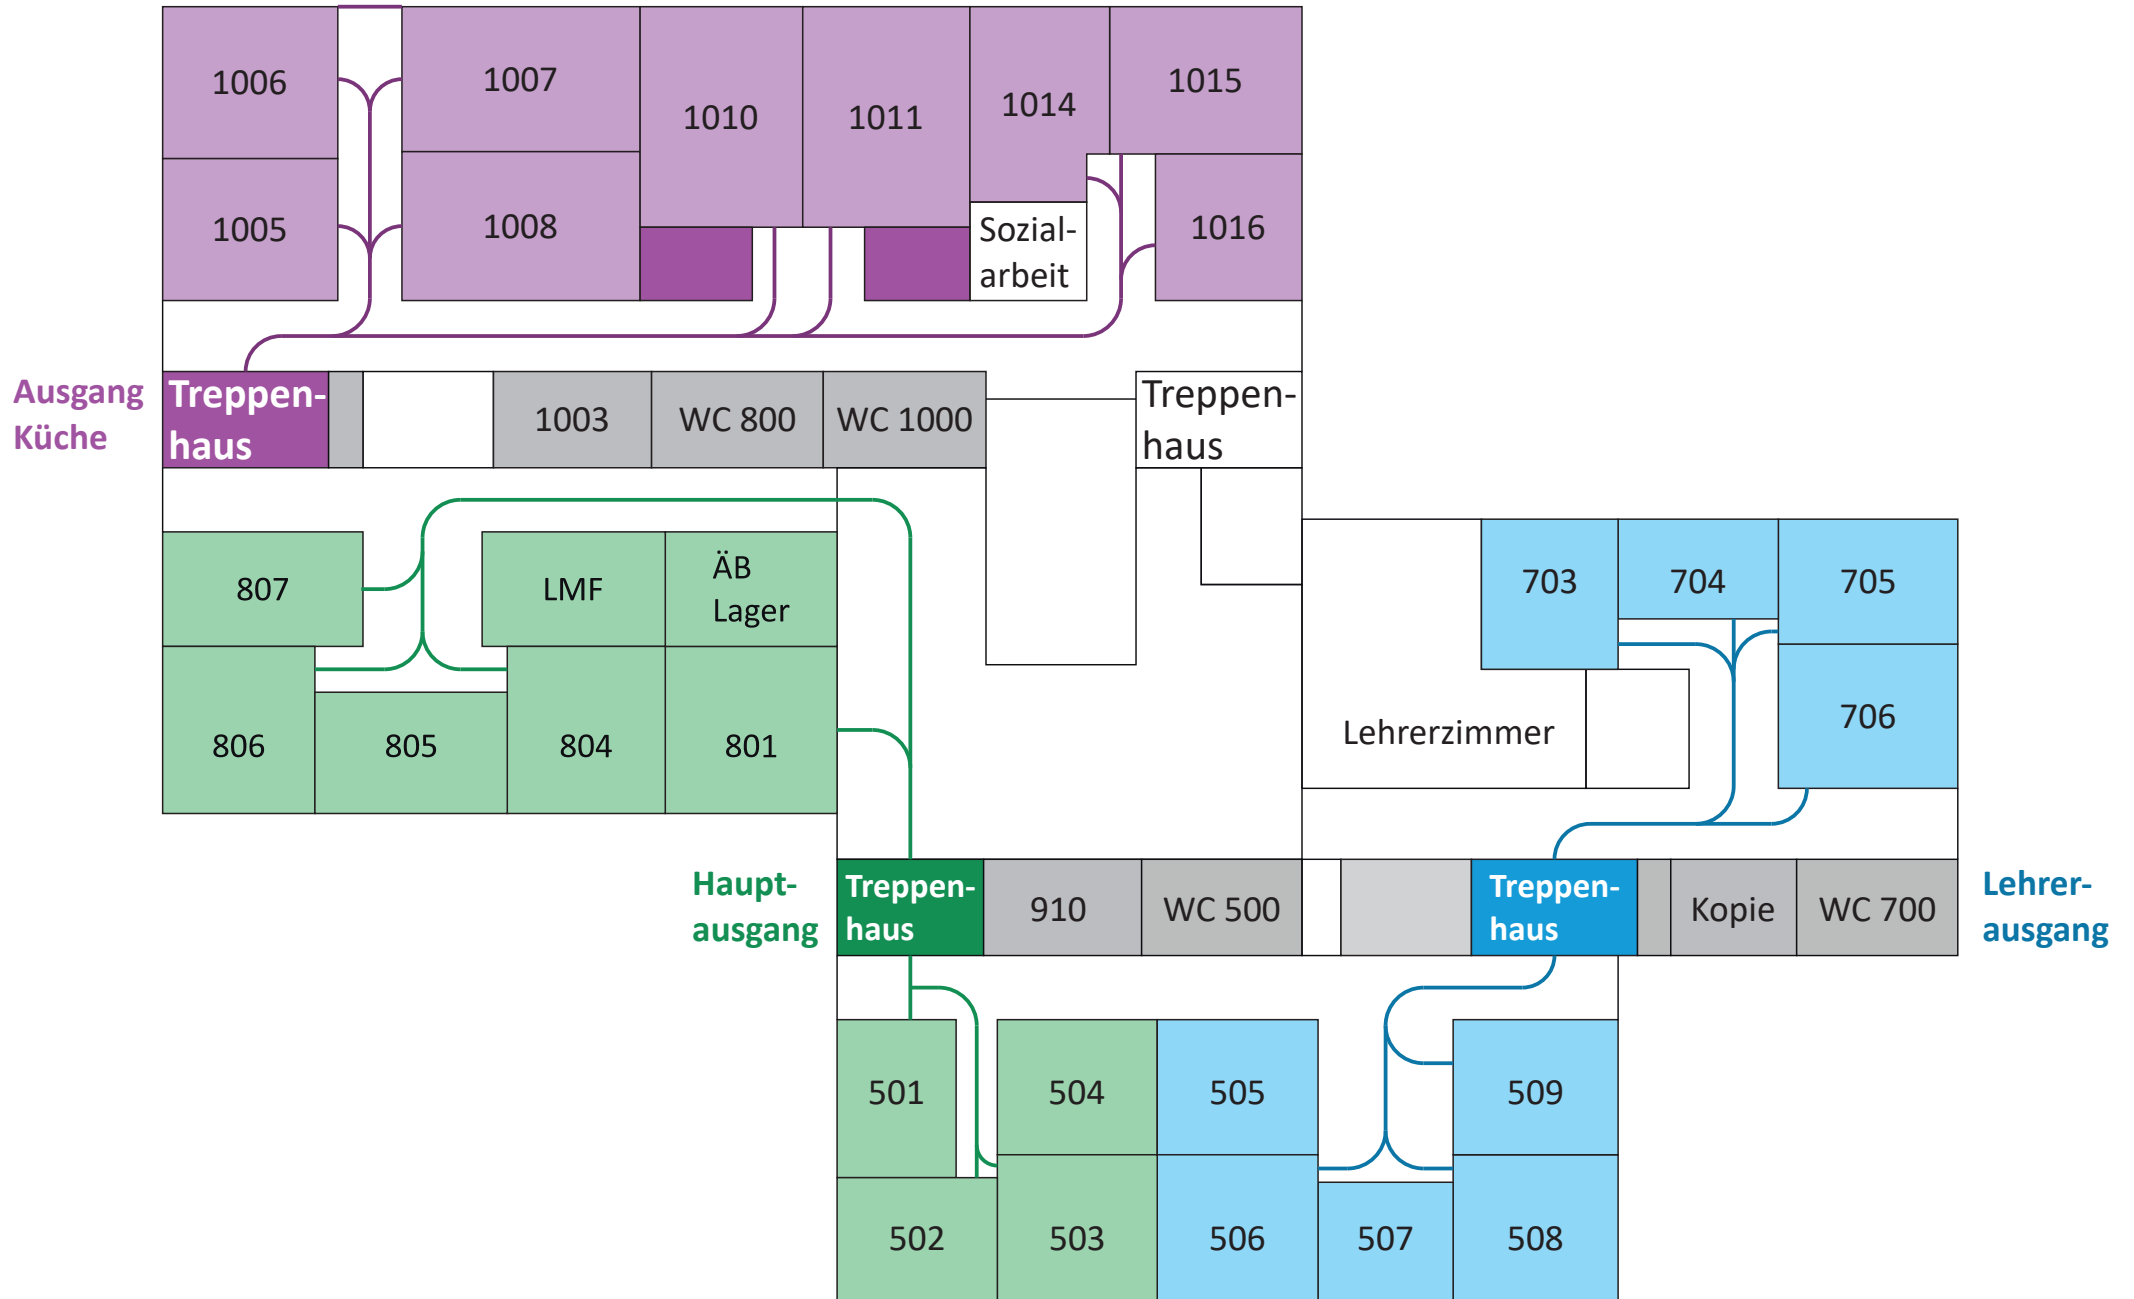 1006
1007
1010
1011
1014
1015
1005
1008
Sozial-
arbeit
1016
Ausgang
Küche
Treppen-
haus
1003
WC 800
WC 1000
Treppen-
haus
807
LMF
ÄB
Lager
703
704
705
806
805
804
801
Lehrerzimmer
706
Haupt-
ausgang
Treppen-
haus
910
WC 500
Treppen-
haus
Kopie
WC 700
Lehrer-
ausgang
501
504
505
509
502
503
506
507
508